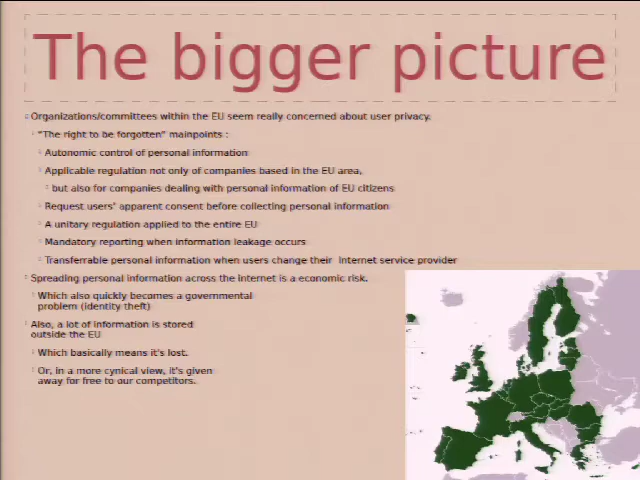 The bigger picture
Organizations/committees within the EU seem really concerned about user privacy.
"The right to be forgotten" mainpoints :
Autonomic control of personal information
Applicable regulation not only of companies based in the EU area,
but also for companies dealing with personal information of EU citizens
Request users' apparent consent before collecting personal information
A unitary regulation applied to the entire EU
Mandatory reporting when information leakage occurs
Transferrable personal information when users change their Internet service provider
Spreading personal information across the Internet is a economic risk.
Which also quickly becomes a governmental
problem (identity theft)
Also, a lot of information is stored
outside the EU
Which basically means it's lost.
Or, in a more cynical view, it's given
away for free to our competitors.